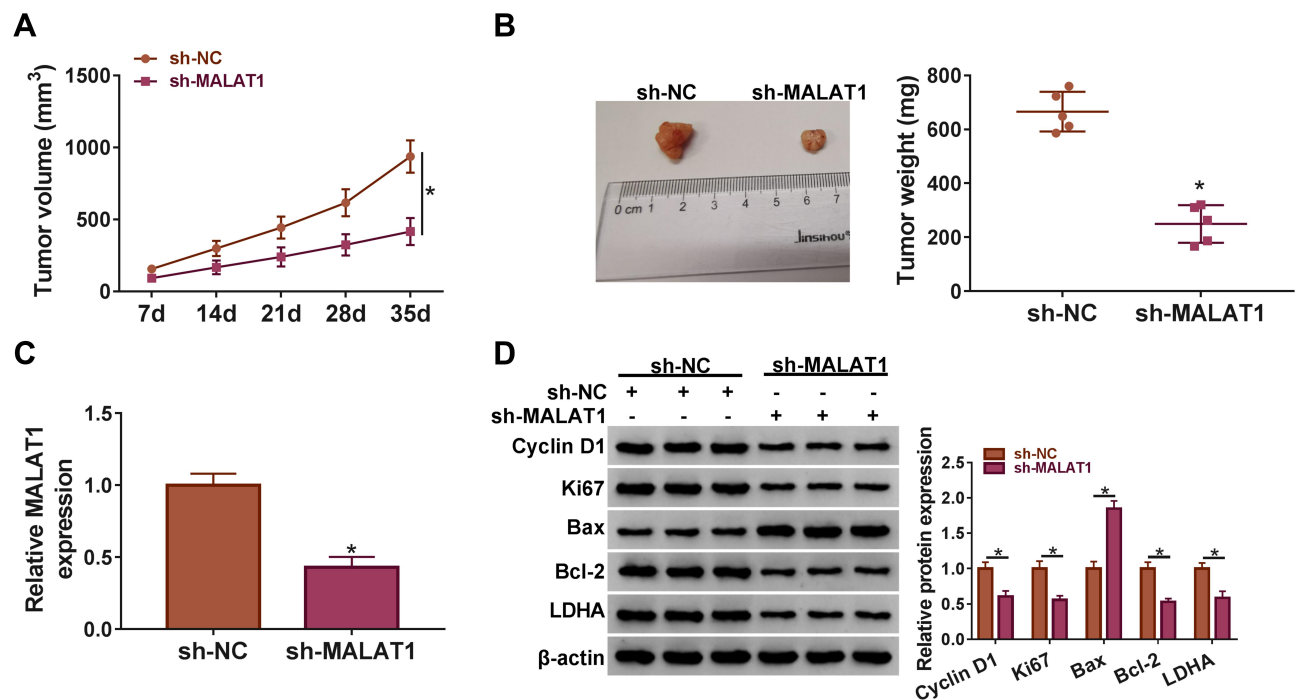 A
sh-NC
sh-MALAT1
Tumor volume (mm³)
1500
1000
500
0
7d 14d 21d 28d 35d
*
B
sh-NC sh-MALAT1
0 cm 1 2 3 4 5 6 7
Jinsihou®
Tumor weight (mg)
800
600
400
200
0
*
sh-NC sh-MALAT1
C
Relative MALAT1
expression
1.5
1.0
0.5
0.0
*
sh-NC sh-MALAT1
D
sh-NC sh-MALAT1
sh-NC + + + - - -
sh-MALAT1 - - - + + +
Cyclin D1
Ki67
Bax
Bcl-2
LDHA
β-actin
sh-NC
sh-MALAT1
Relative protein expression
2.5
2.0
1.5
1.0
0.5
0.0
* * * * *
Cyclin D1 Ki67 Bax Bcl-2 LDHA